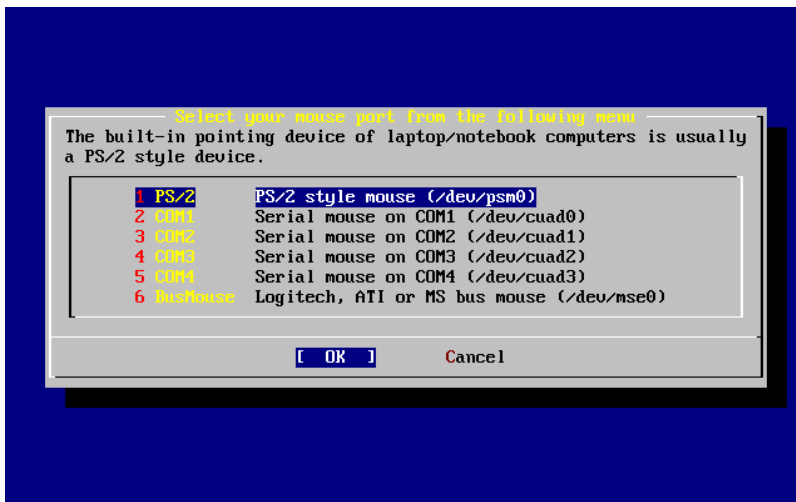 Select your mouse port from the following menu
The built-in pointing device of laptop/notebook computers is usually
a PS/2 style device.
1 PS/2 PS/2 style mouse (/dev/psm0)
2 COM1 Serial mouse on COM1 (/dev/cuad0)
3 COM2 Serial mouse on COM2 (/dev/cuad1)
4 COM3 Serial mouse on COM3 (/dev/cuad2)
5 COM4 Serial mouse on COM4 (/dev/cuad3)
6 BusMouse Logitech, ATI or MS bus mouse (/dev/mse0)
[ OK ] Cancel